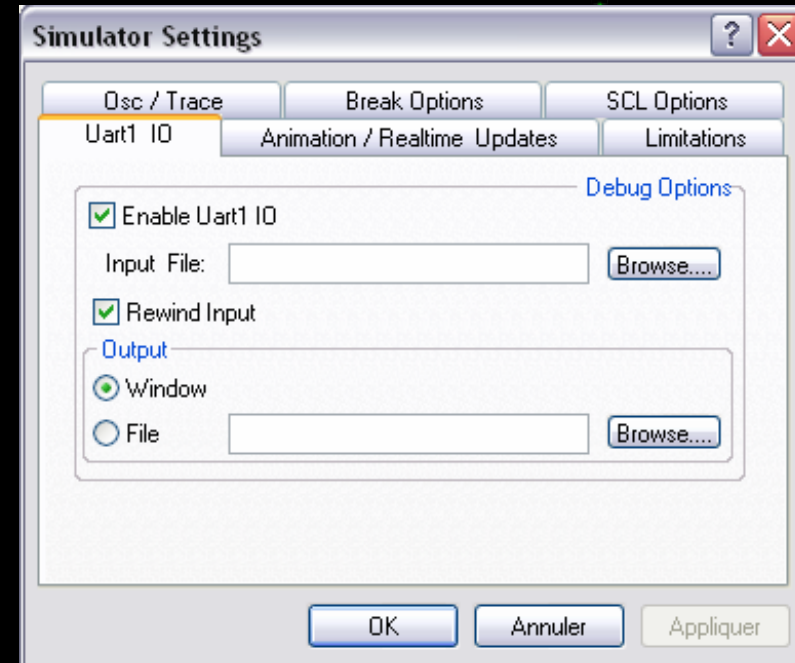 Simulator Settings
Osc / Trace
Break Options
SCL Options
Uart1 IO
Animation / Realtime Updates
Limitations
Debug Options
Enable Uart1 IO
Input File:
Browse....
Rewind Input
Output
Window
File
Browse....
OK
Annuler
Appliquer